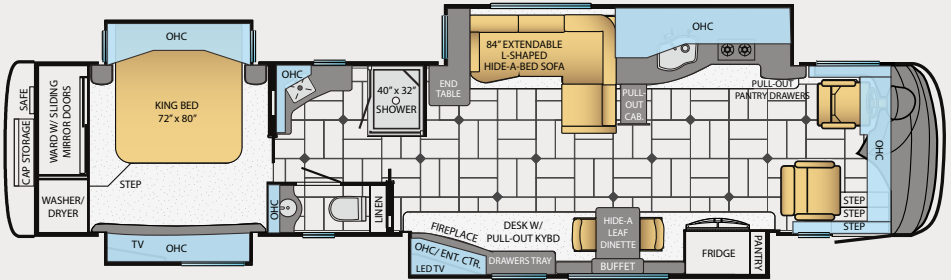 SAFE
CAP STORAGE
WARD W/ SLIDING
MIRROR DOORS
WASHER/
DRYER
OHC
KING BED
72" x 80"
STEP
TV
OHC
OHC
40" x 32"
SHOWER
OHC
LINEN
END
TABLE
84" EXTENDABLE
L-SHAPED
HIDE-A-BED SOFA
OHC
PULL-
OUT
CAB.
PULL-OUT
PANTRY DRAWERS
OHC
STEP
STEP
STEP
FIREPLACE
OHC/ ENT. CTR.
LED TV
DESK W/
PULL-OUT KYBD
DRAWERS TRAY
HIDE-A
LEAF
DINETTE
BUFFET
FRIDGE
PANTRY